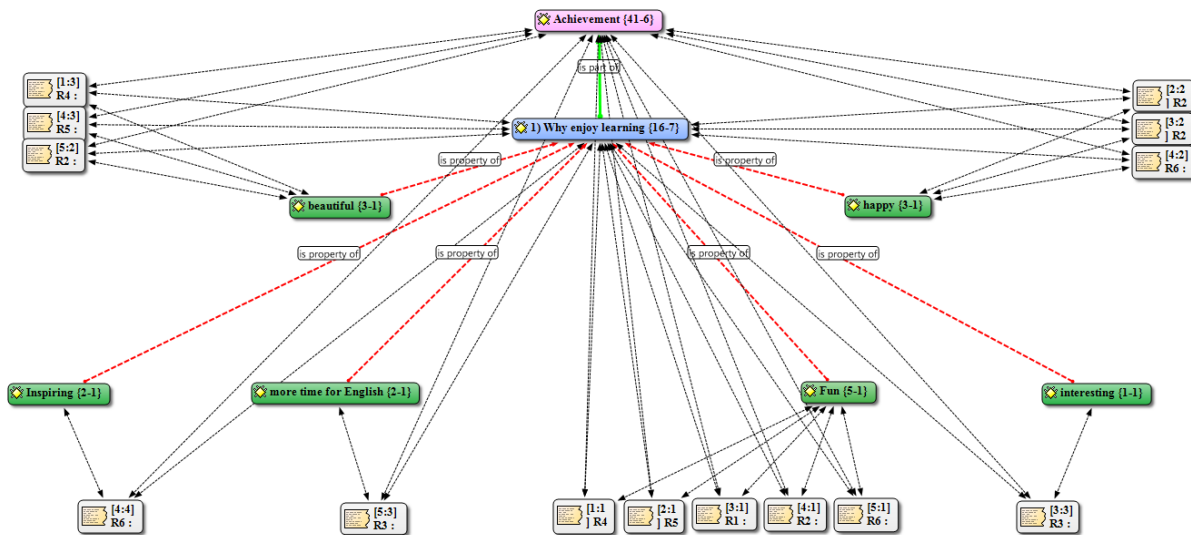 Achievement {41-6}
is part of
[1:3]
R4 :
[4:3]
R5 :
[5:2]
R2 :
[2:2
] R2
[3:2
] R2
[4:2]
R6 :
1) Why enjoy learning {16-7}
is property of
is property of
beautiful {3-1}
happy {3-1}
is property of
is property of
is property of
is property of
Inspiring {2-1}
more time for English {2-1}
Fun {5-1}
interesting {1-1}
[4:4]
R6 :
[5:3]
R3 :
[1:1
] R4
[2:1
] R5
[3:1]
R1 :
[4:1]
R2 :
[5:1]
R6 :
[3:3]
R3 :